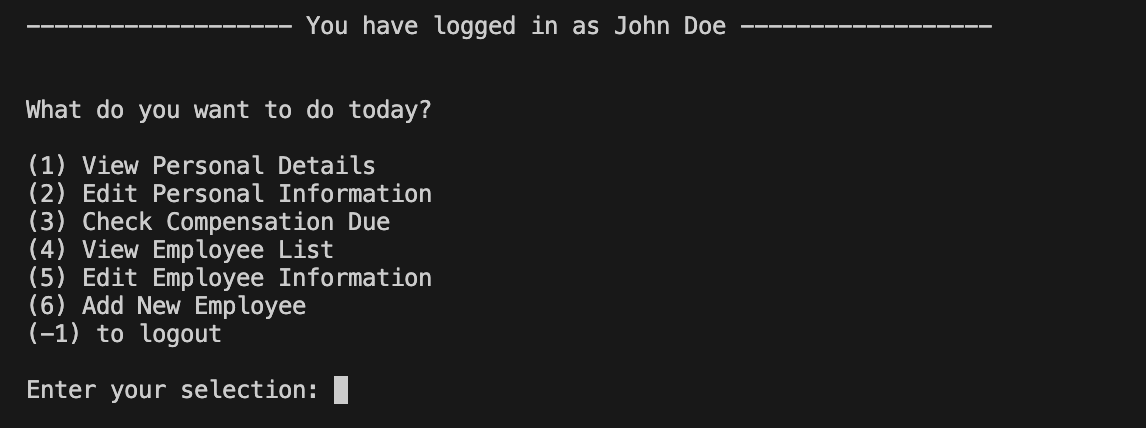 ------------------- You have logged in as John Doe ------------------
What do you want to do today?
(1) View Personal Details
(2) Edit Personal Information
(3) Check Compensation Due
(4) View Employee List
(5) Edit Employee Information
(6) Add New Employee
(-1) to logout
Enter your selection: